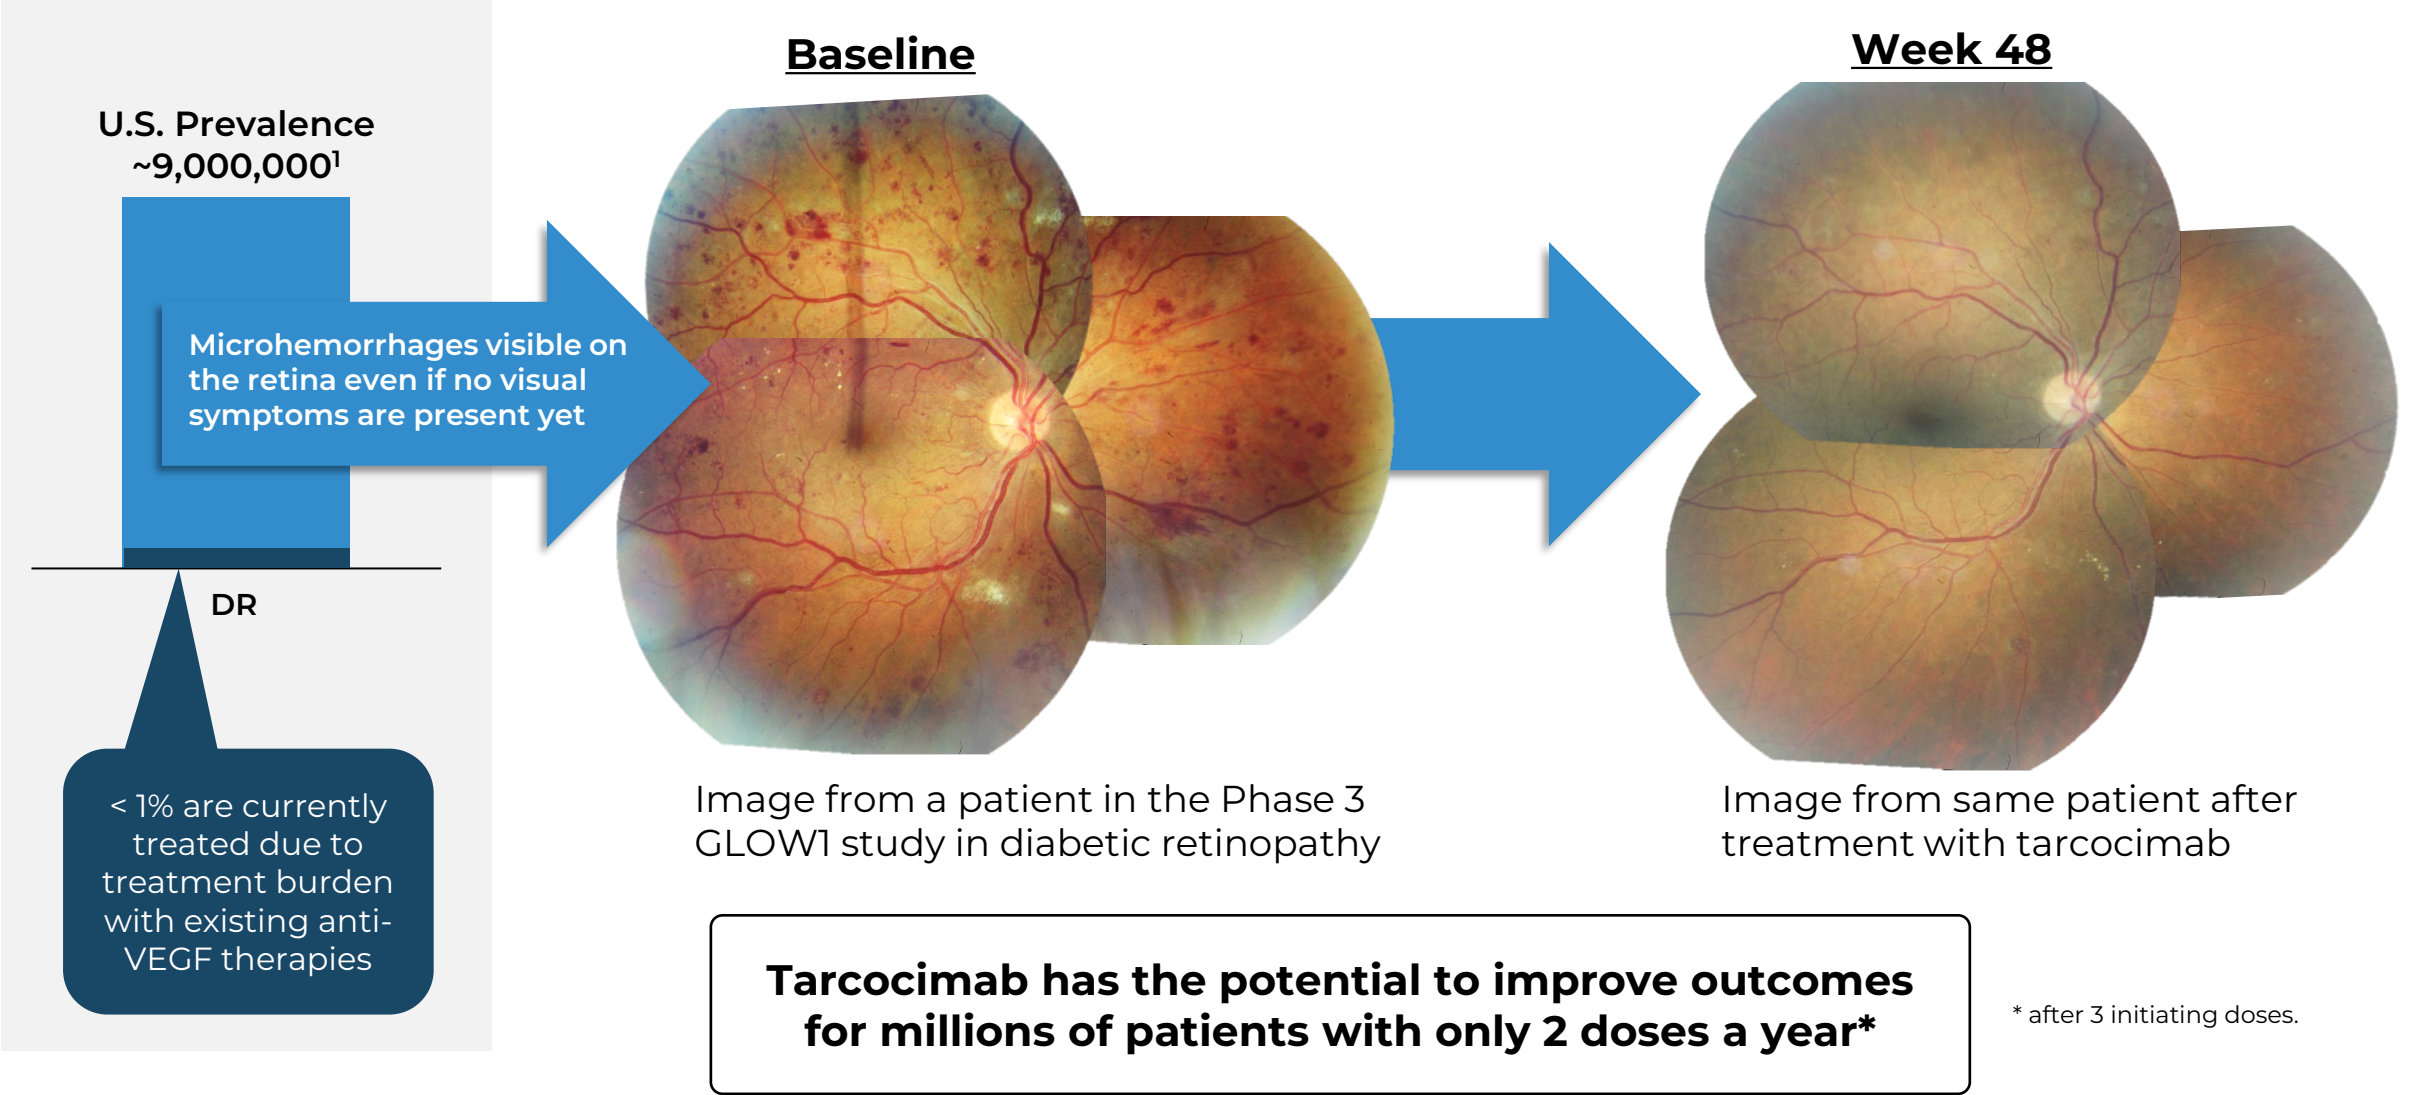 U.S. Prevalence
~9,000,000¹
Microhemorrhages visible on
the retina even if no visual
symptoms are present yet
DR
< 1% are currently
treated due to
treatment burden
with existing anti-
VEGF therapies
Baseline
Image from a patient in the Phase 3
GLOW1 study in diabetic retinopathy
Week 48
Image from same patient after
treatment with tarcocimab
Tarcocimab has the potential to improve outcomes
for millions of patients with only 2 doses a year*
* after 3 initiating doses.